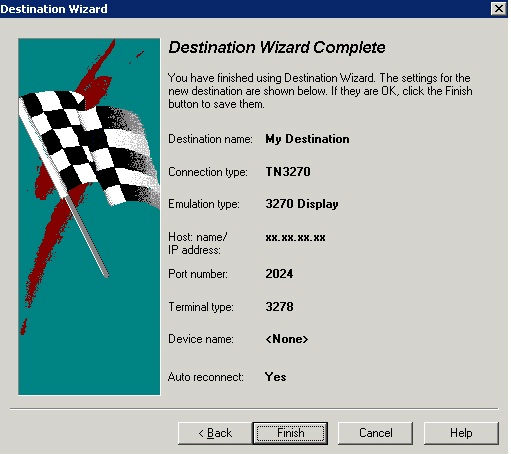 Destination Wizard
Destination Wizard Complete
You have finished using Destination Wizard. The settings for the
new destination are shown below. If they are OK, click the Finish
button to save them.
Destination name: My Destination
Connection type: TN3270
Emulation type: 3270 Display
Host: name/
IP address: xx.xx.xx.xx
Port number: 2024
Terminal type: 3278
Device name: <None>
Auto reconnect: Yes
< Back Finish Cancel Help